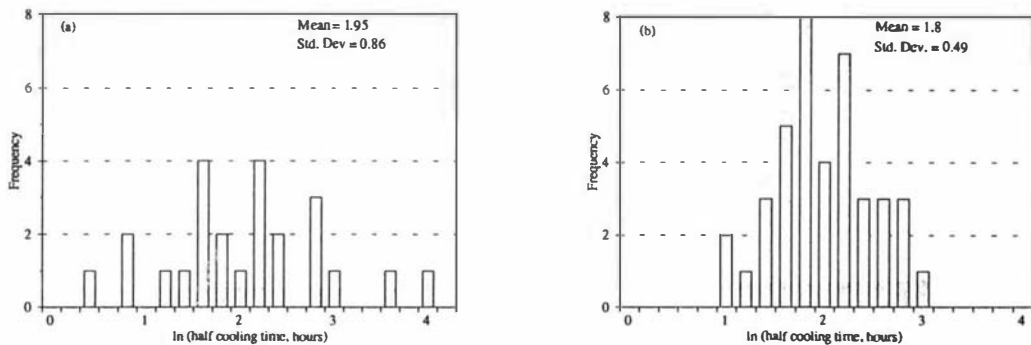 (a)
Mean = 1.95
Std. Dev = 0.86
8
6
4
2
0
Frequency
0 1 2 3 4
ln (half cooling time, hours)
(b)
Mean = 1.8
Std. Dev. = 0.49
8
6
4
2
0
Frequency
0 1 2 3 4
ln (half cooling time, hours)